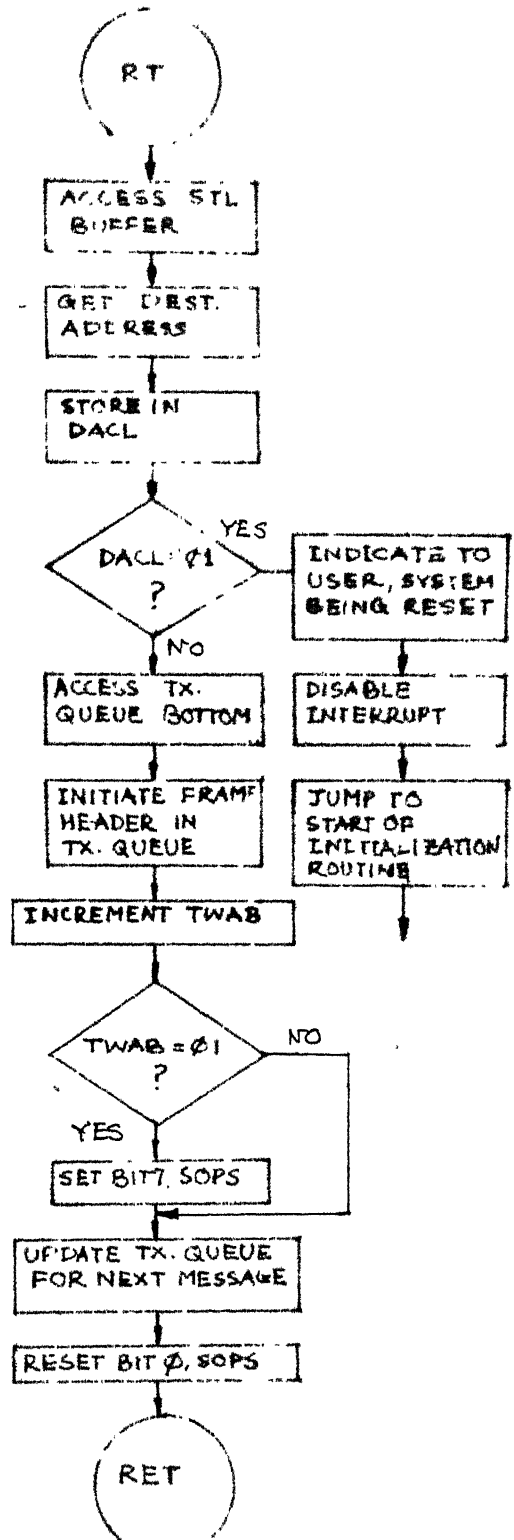 RT
ACCESS STL
BUFFER
GET DEST.
ADDRESS
STORE IN
DACL
DACL=Ø1
?
YES
NO
INDICATE TO
USER, SYSTEM
BEING RESET
DISABLE
INTERRUPT
JUMP TO
START OF
INITIALIZATION
ROUTINE
ACCESS TX.
QUEUE BOTTOM
INITIATE FRAME
HEADER IN
TX. QUEUE
INCREMENT TWAB
TWAB=Ø1
?
NO
YES
SET BIT7, SOPS
UPDATE TX. QUEUE
FOR NEXT MESSAGE
RESET BIT Ø, SOPS
RET